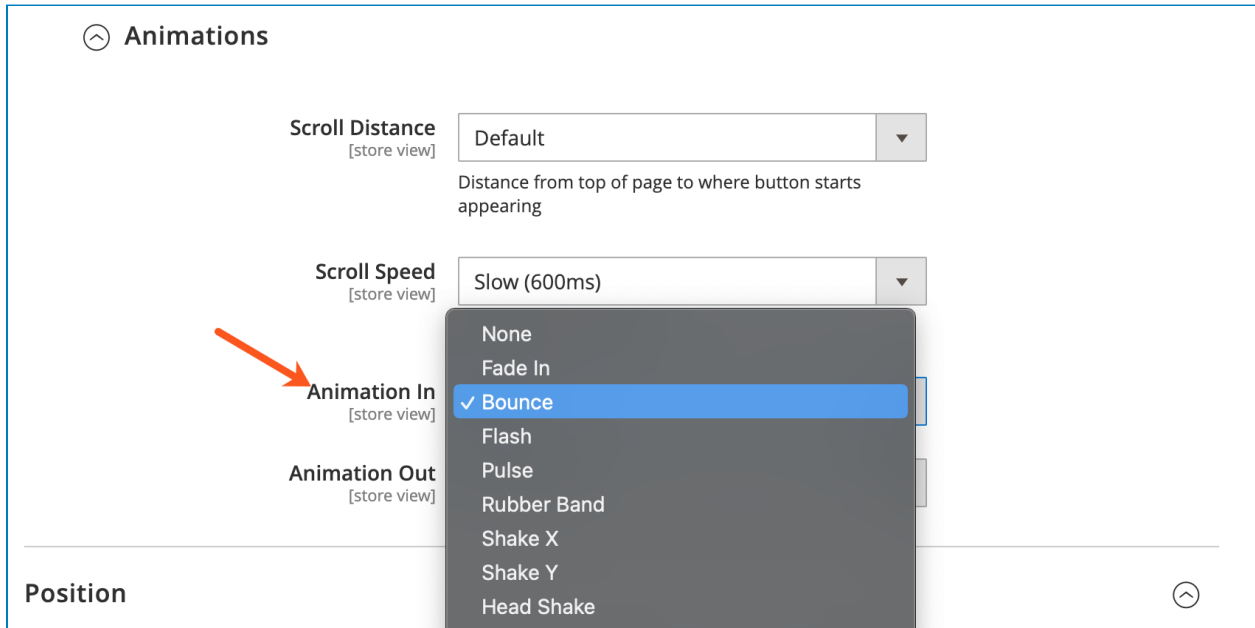 Animations
Scroll Distance
[store view]
Default
Distance from top of page to where button starts
appearing
Scroll Speed
[store view]
Slow (600ms)
Animation In
[store view]
None
Fade In
✓ Bounce
Flash
Pulse
Rubber Band
Shake X
Shake Y
Head Shake
Animation Out
[store view]
Position